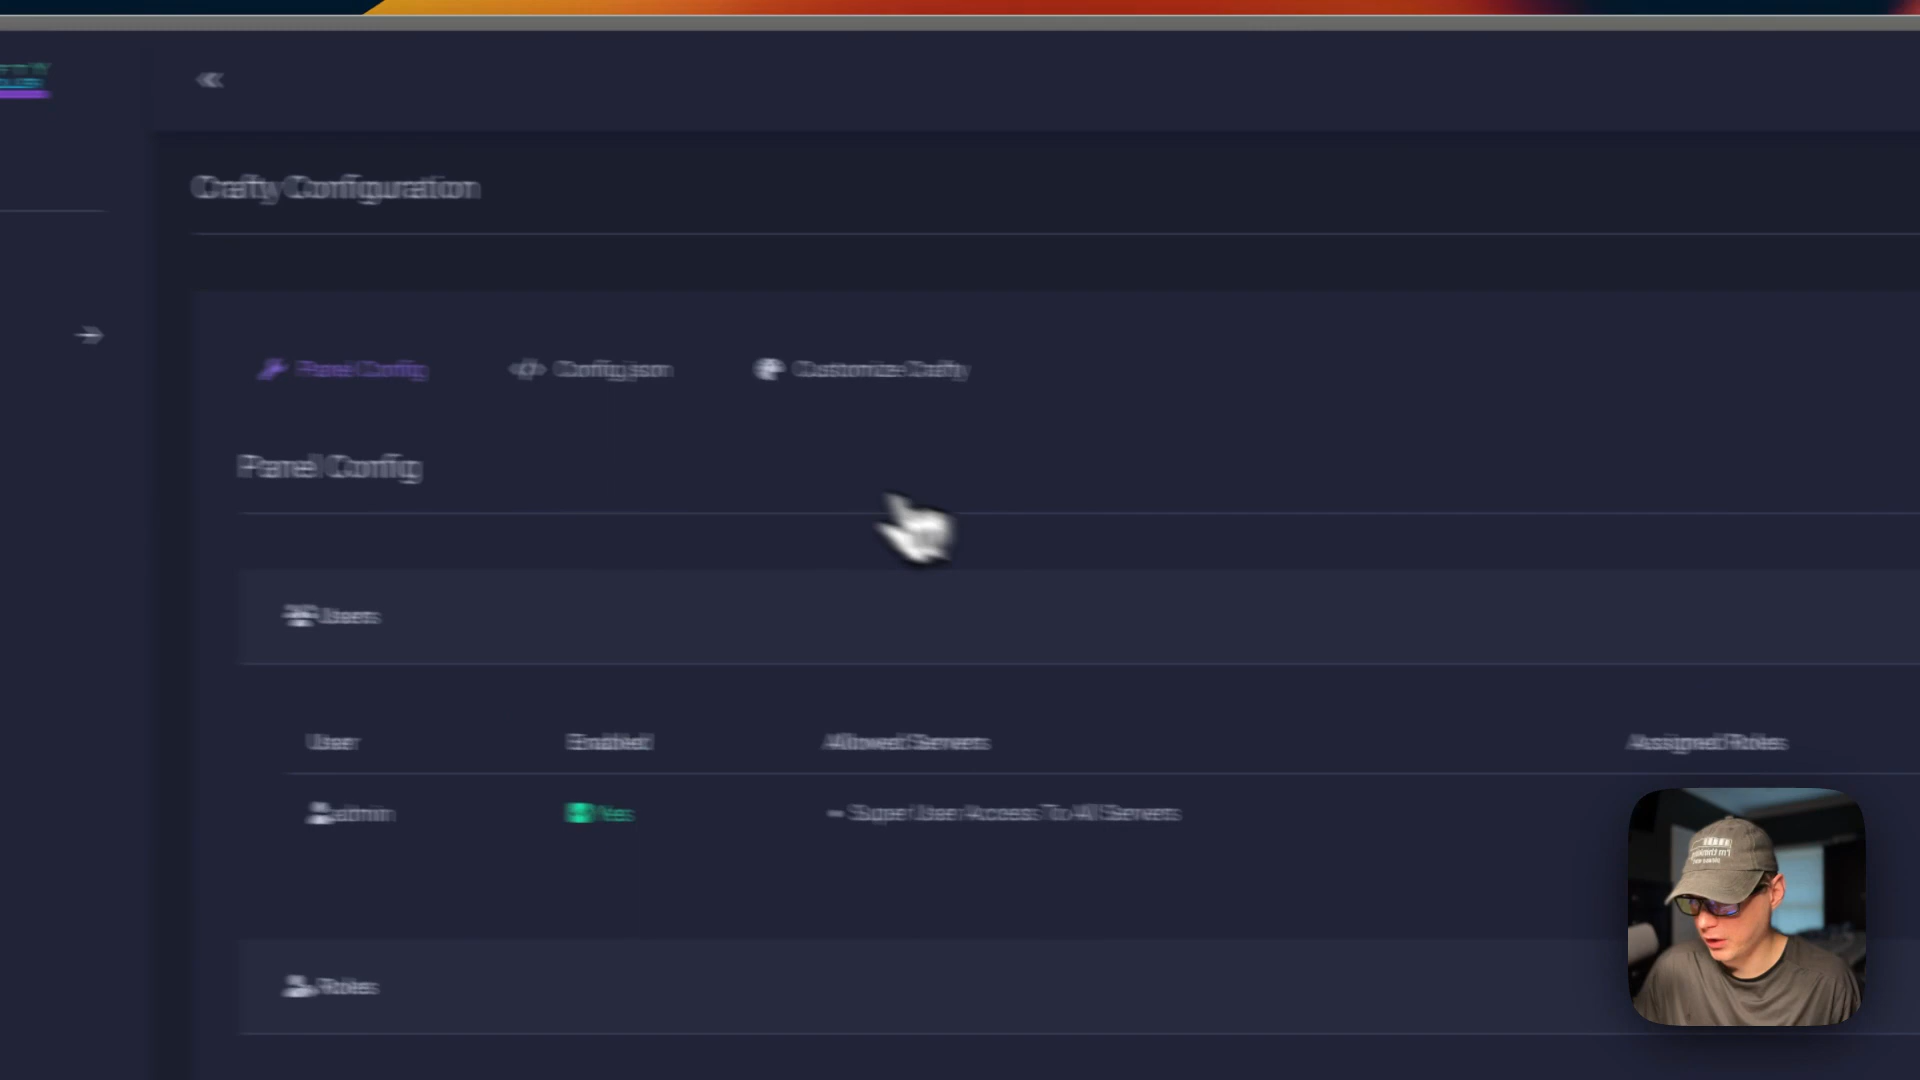 Crafty Configuration
Panel Config
Config.json
Customize Crafty
Panel Config
Users
User
Enabled
Allowed Servers
Assigned Roles
admin
Yes
Super User Access To All Servers
Roles